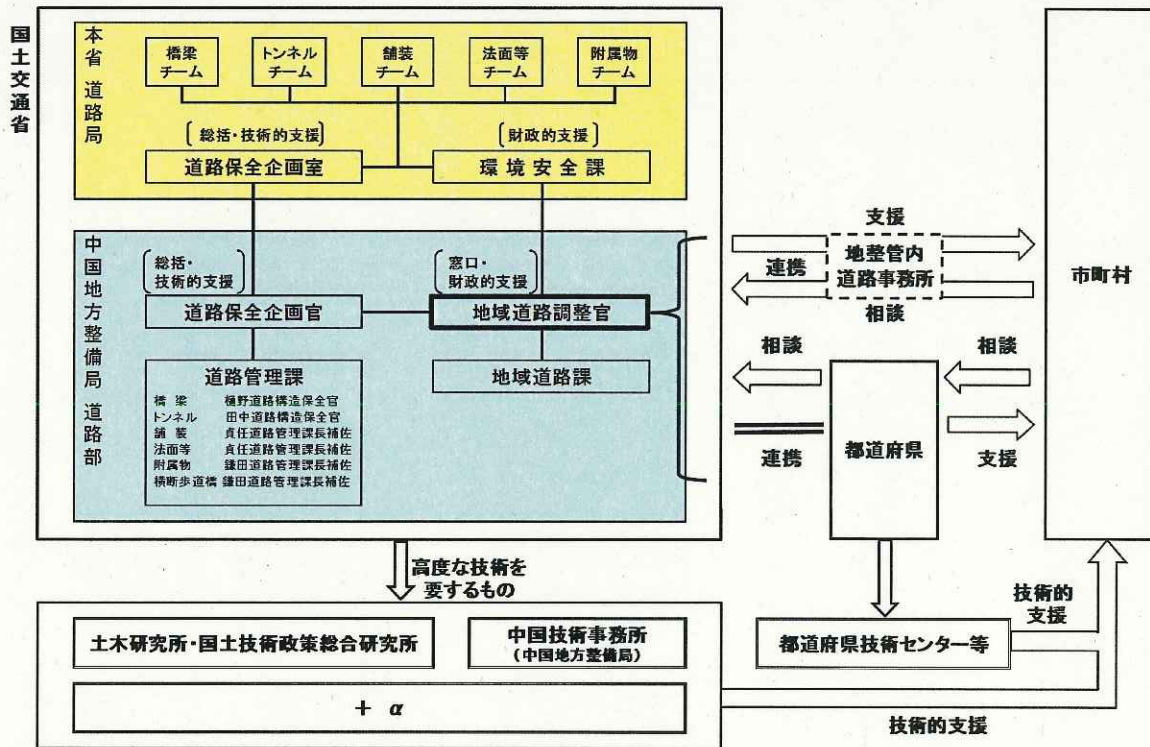 国土交通省
本省 道路局
橋梁
チーム
トンネル
チーム
舗装
チーム
法面等
チーム
附属物
チーム
〔総括・技術的支援〕
〔財政的支援〕
道路保全企画室
環境安全課
中国地方整備局 道路部
〔総括・
技術的支援〕
〔窓口・
財政的支援〕
道路保全企画官
地域道路調整官
道路管理課
橋 梁 樋野道路構造保全官
トンネル 田中道路構造保全官
舗 装 貞任道路管理課長補佐
法面等 貞任道路管理課長補佐
附属物 鎌田道路管理課長補佐
横断歩道橋 鎌田道路管理課長補佐
地域道路課
支援
連携
地整管内
道路事務所
相談
市町村
相談
連携
都道府県
相談
支援
高度な技術を
要するもの
土木研究所・国土技術政策総合研究所
中国技術事務所
(中国地方整備局)
+ α
都道府県技術センター等
技術的
支援
技術的支援